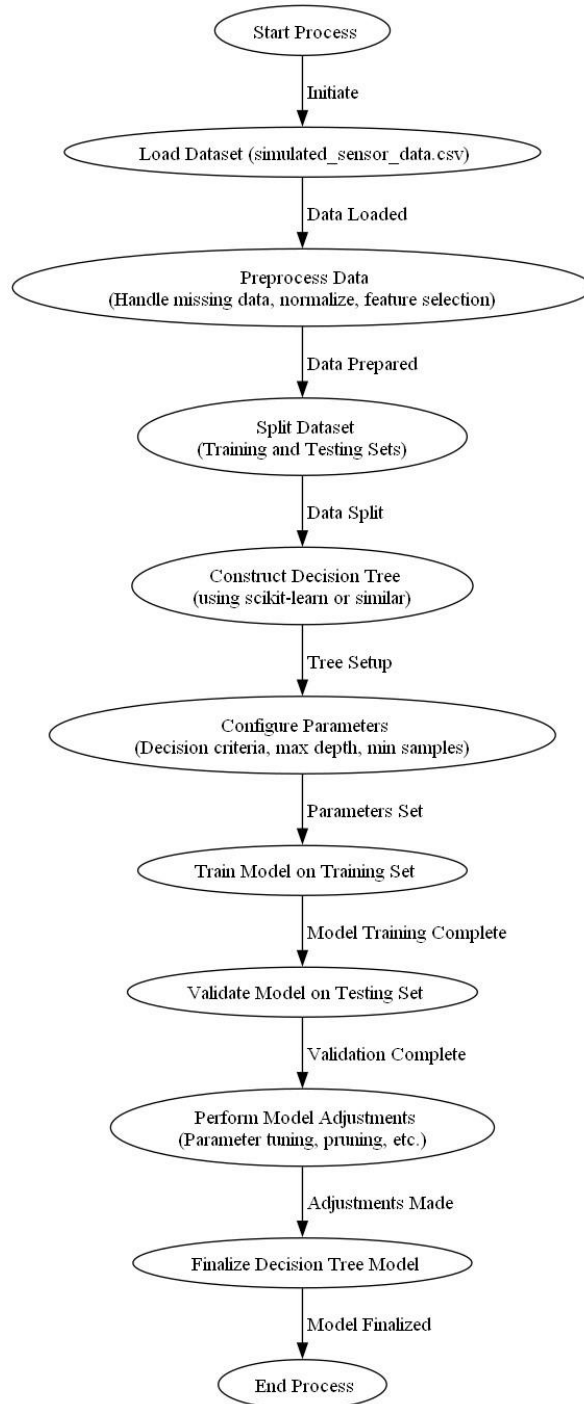 Start Process
Initiate
Load Dataset (simulated_sensor_data.csv)
Data Loaded
Preprocess Data
(Handle missing data, normalize, feature selection)
Data Prepared
Split Dataset
(Training and Testing Sets)
Data Split
Construct Decision Tree
(using scikit-learn or similar)
Tree Setup
Configure Parameters
(Decision criteria, max depth, min samples)
Parameters Set
Train Model on Training Set
Model Training Complete
Validate Model on Testing Set
Validation Complete
Perform Model Adjustments
(Parameter tuning, pruning, etc.)
Adjustments Made
Finalize Decision Tree Model
Model Finalized
End Process